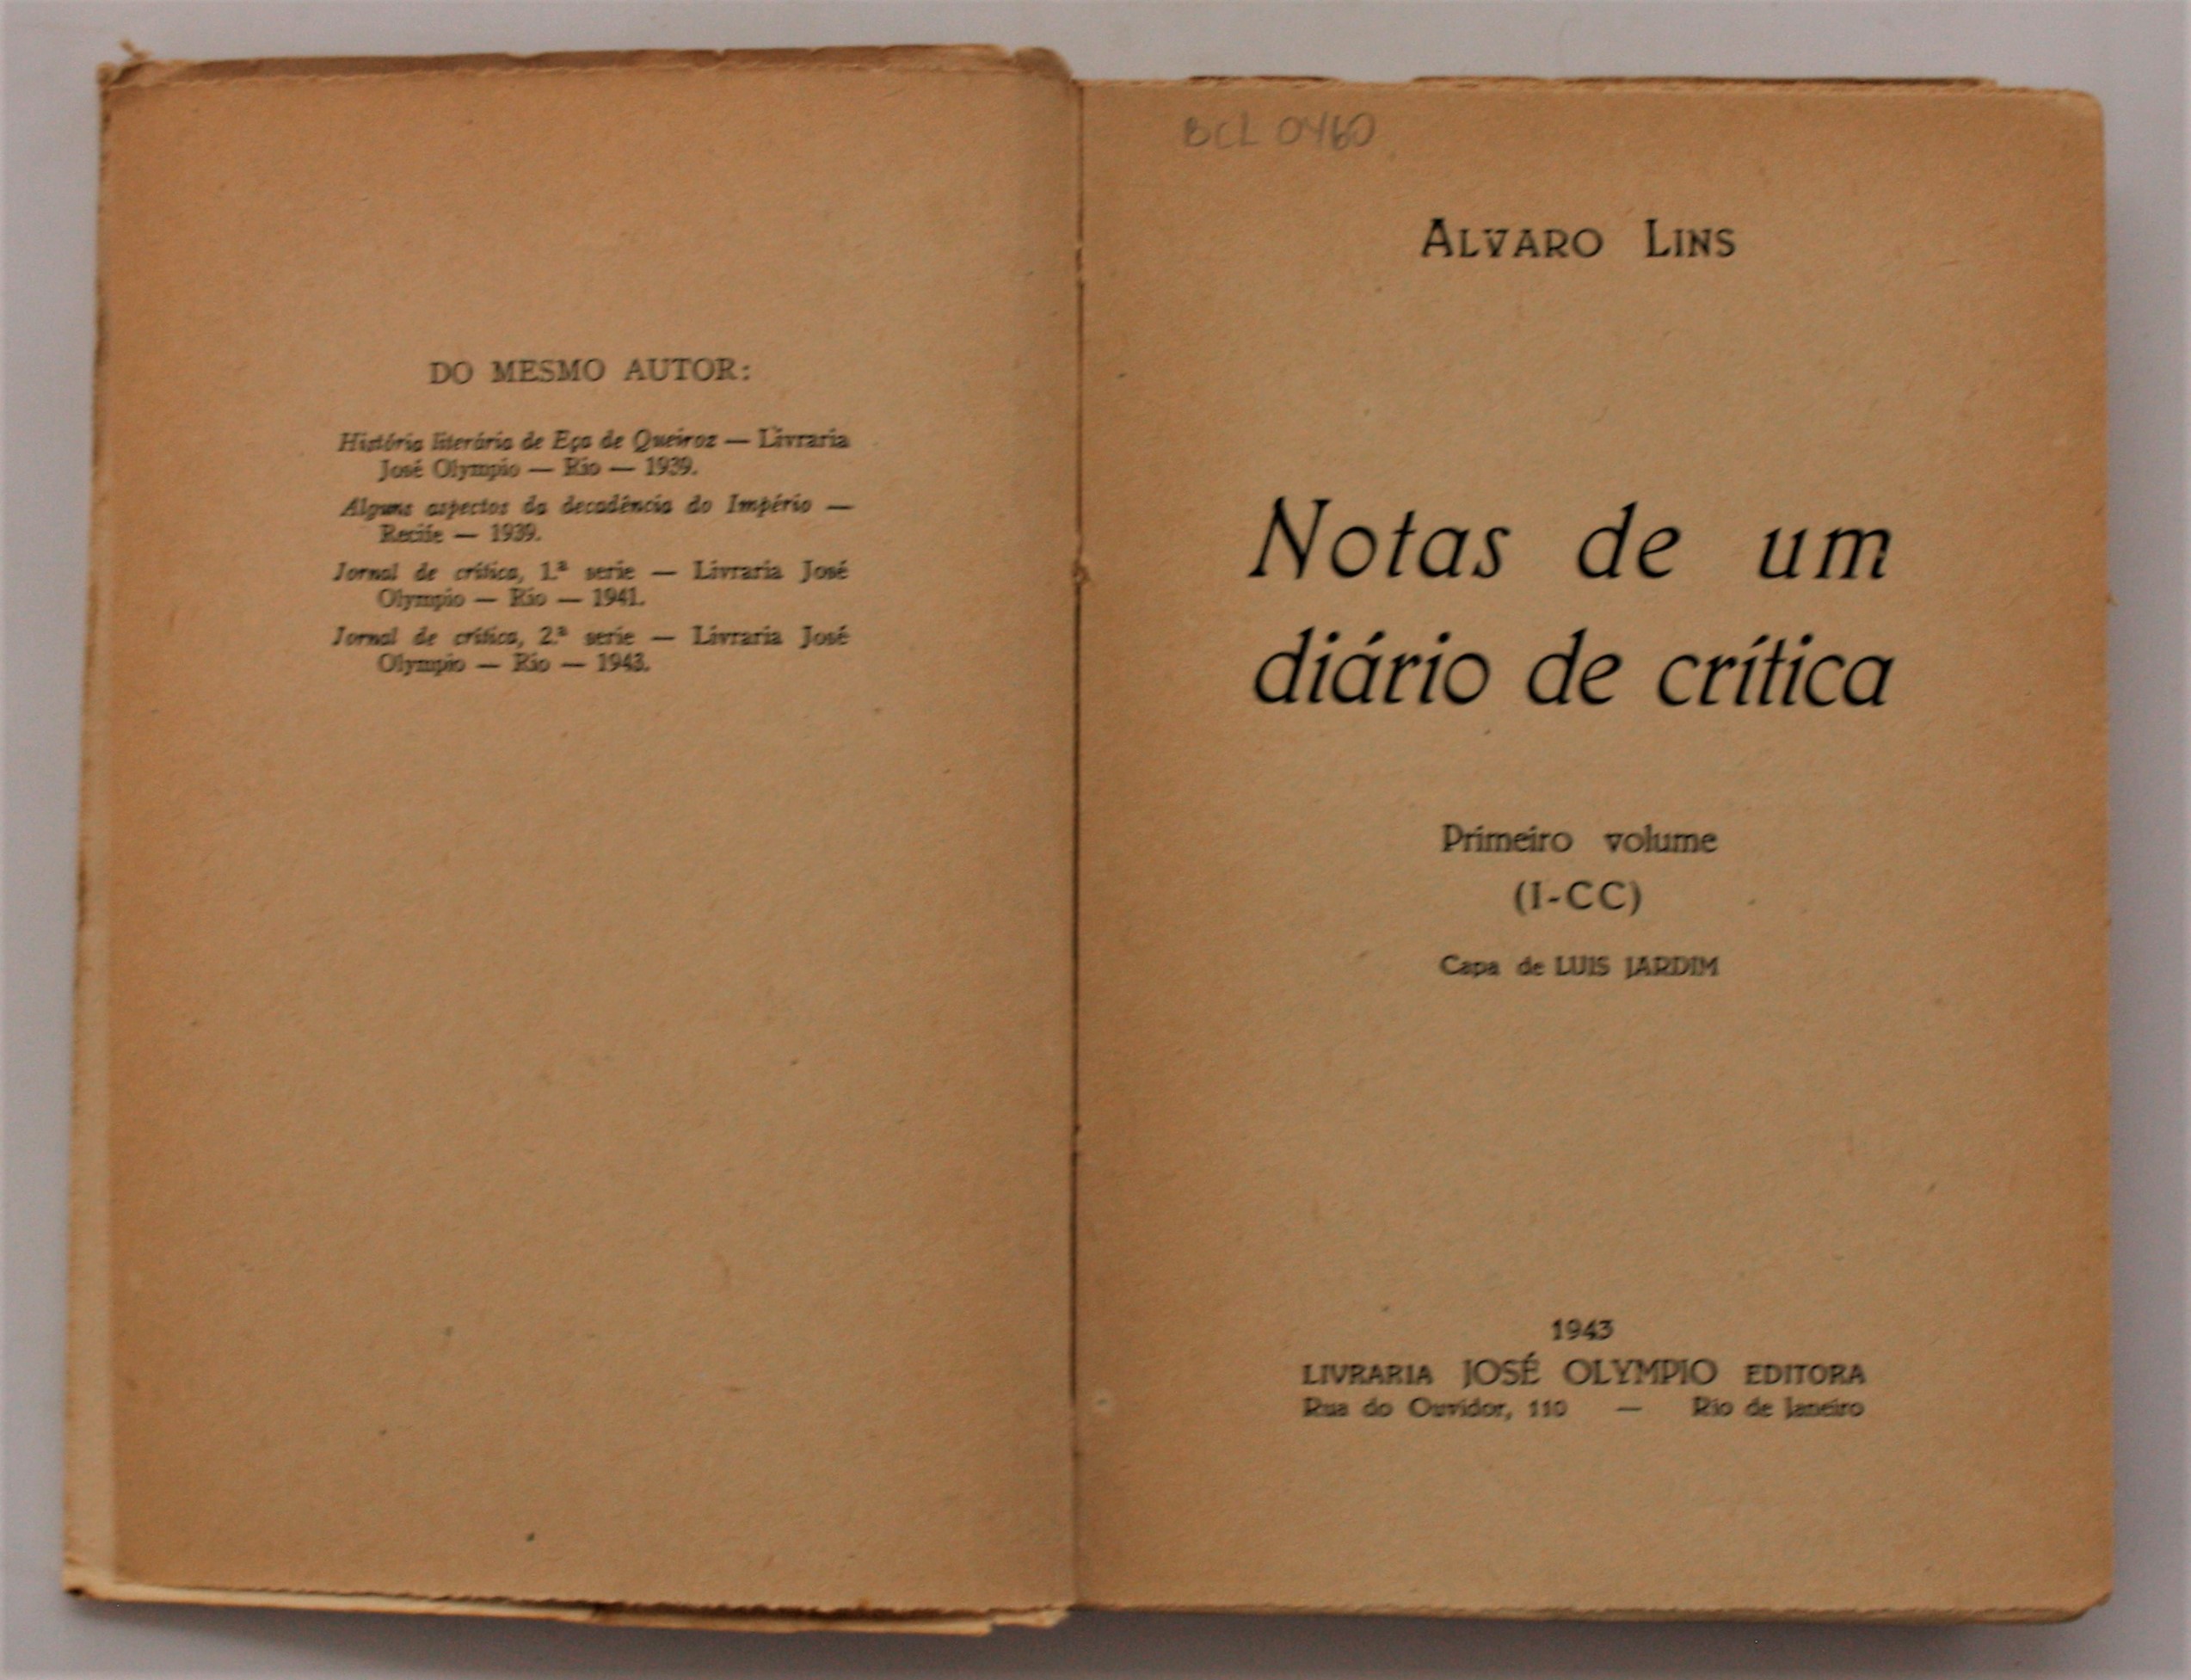 DO MESMO AUTOR:
História literária de Eça de Queiroz — Livraria
José Olympio — Rio — 1939.
Alguns aspectos da decadência do Império —
Recife — 1939.
Jornal de crítica, 1.ª serie — Livraria José
Olympio — Rio — 1941.
Jornal de crítica, 2.ª serie — Livraria José
Olympio — Rio — 1943.
BCL 0460
ALVARO LINS
Notas de um
diário de crítica
Primeiro volume
(I-CC)
Capa de LUIS JARDIM
1943
LIVRARIA JOSÉ OLYMPIO EDITORA
Rua do Ouvidor, 110 — Rio de Janeiro